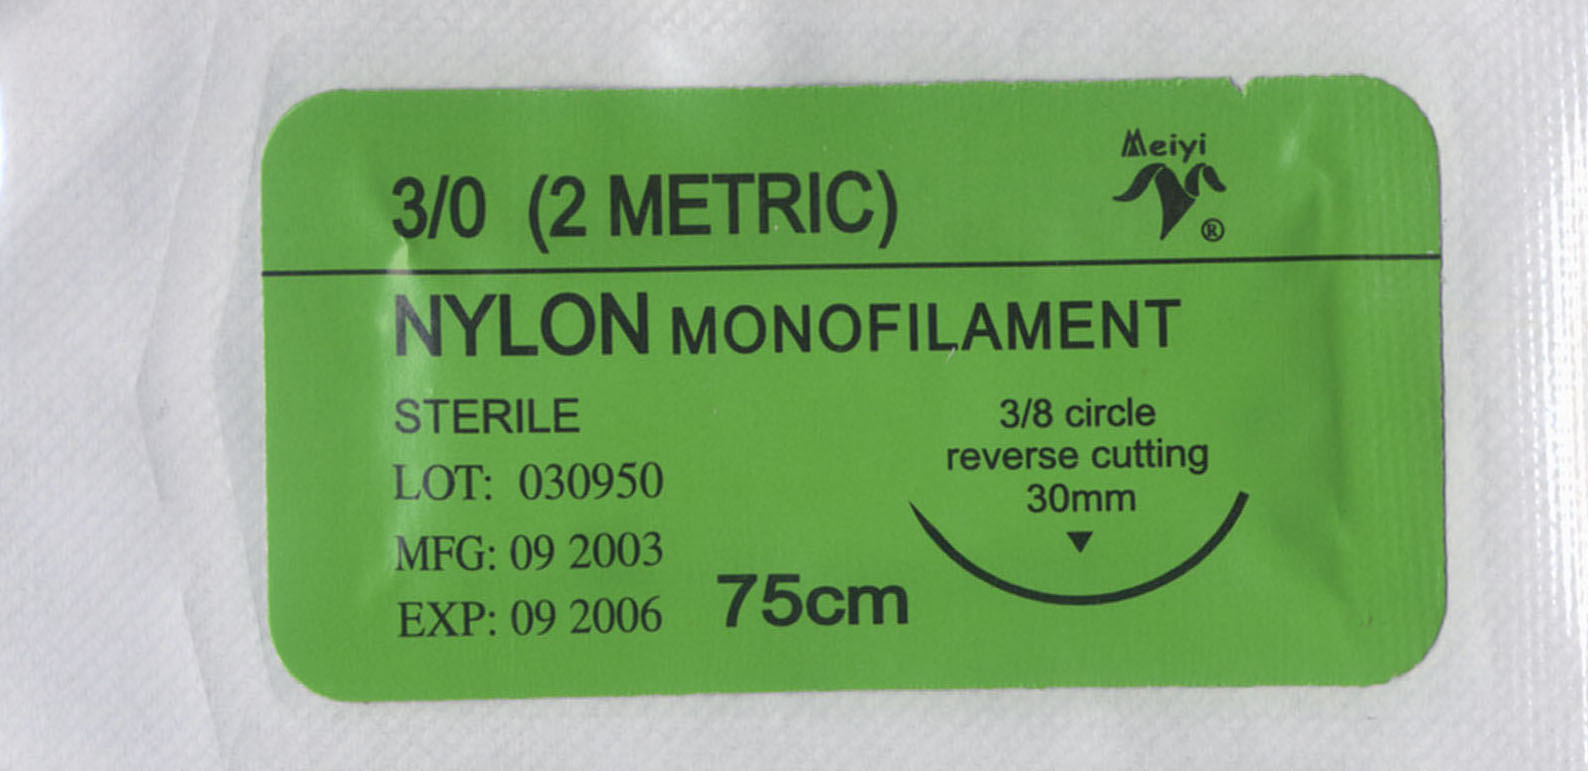 Meiyi
®
3/0 (2 METRIC)
NYLON MONOFILAMENT
STERILE
LOT: 030950
MFG: 09 2003
EXP: 09 2006
75cm
3/8 circle
reverse cutting
30mm